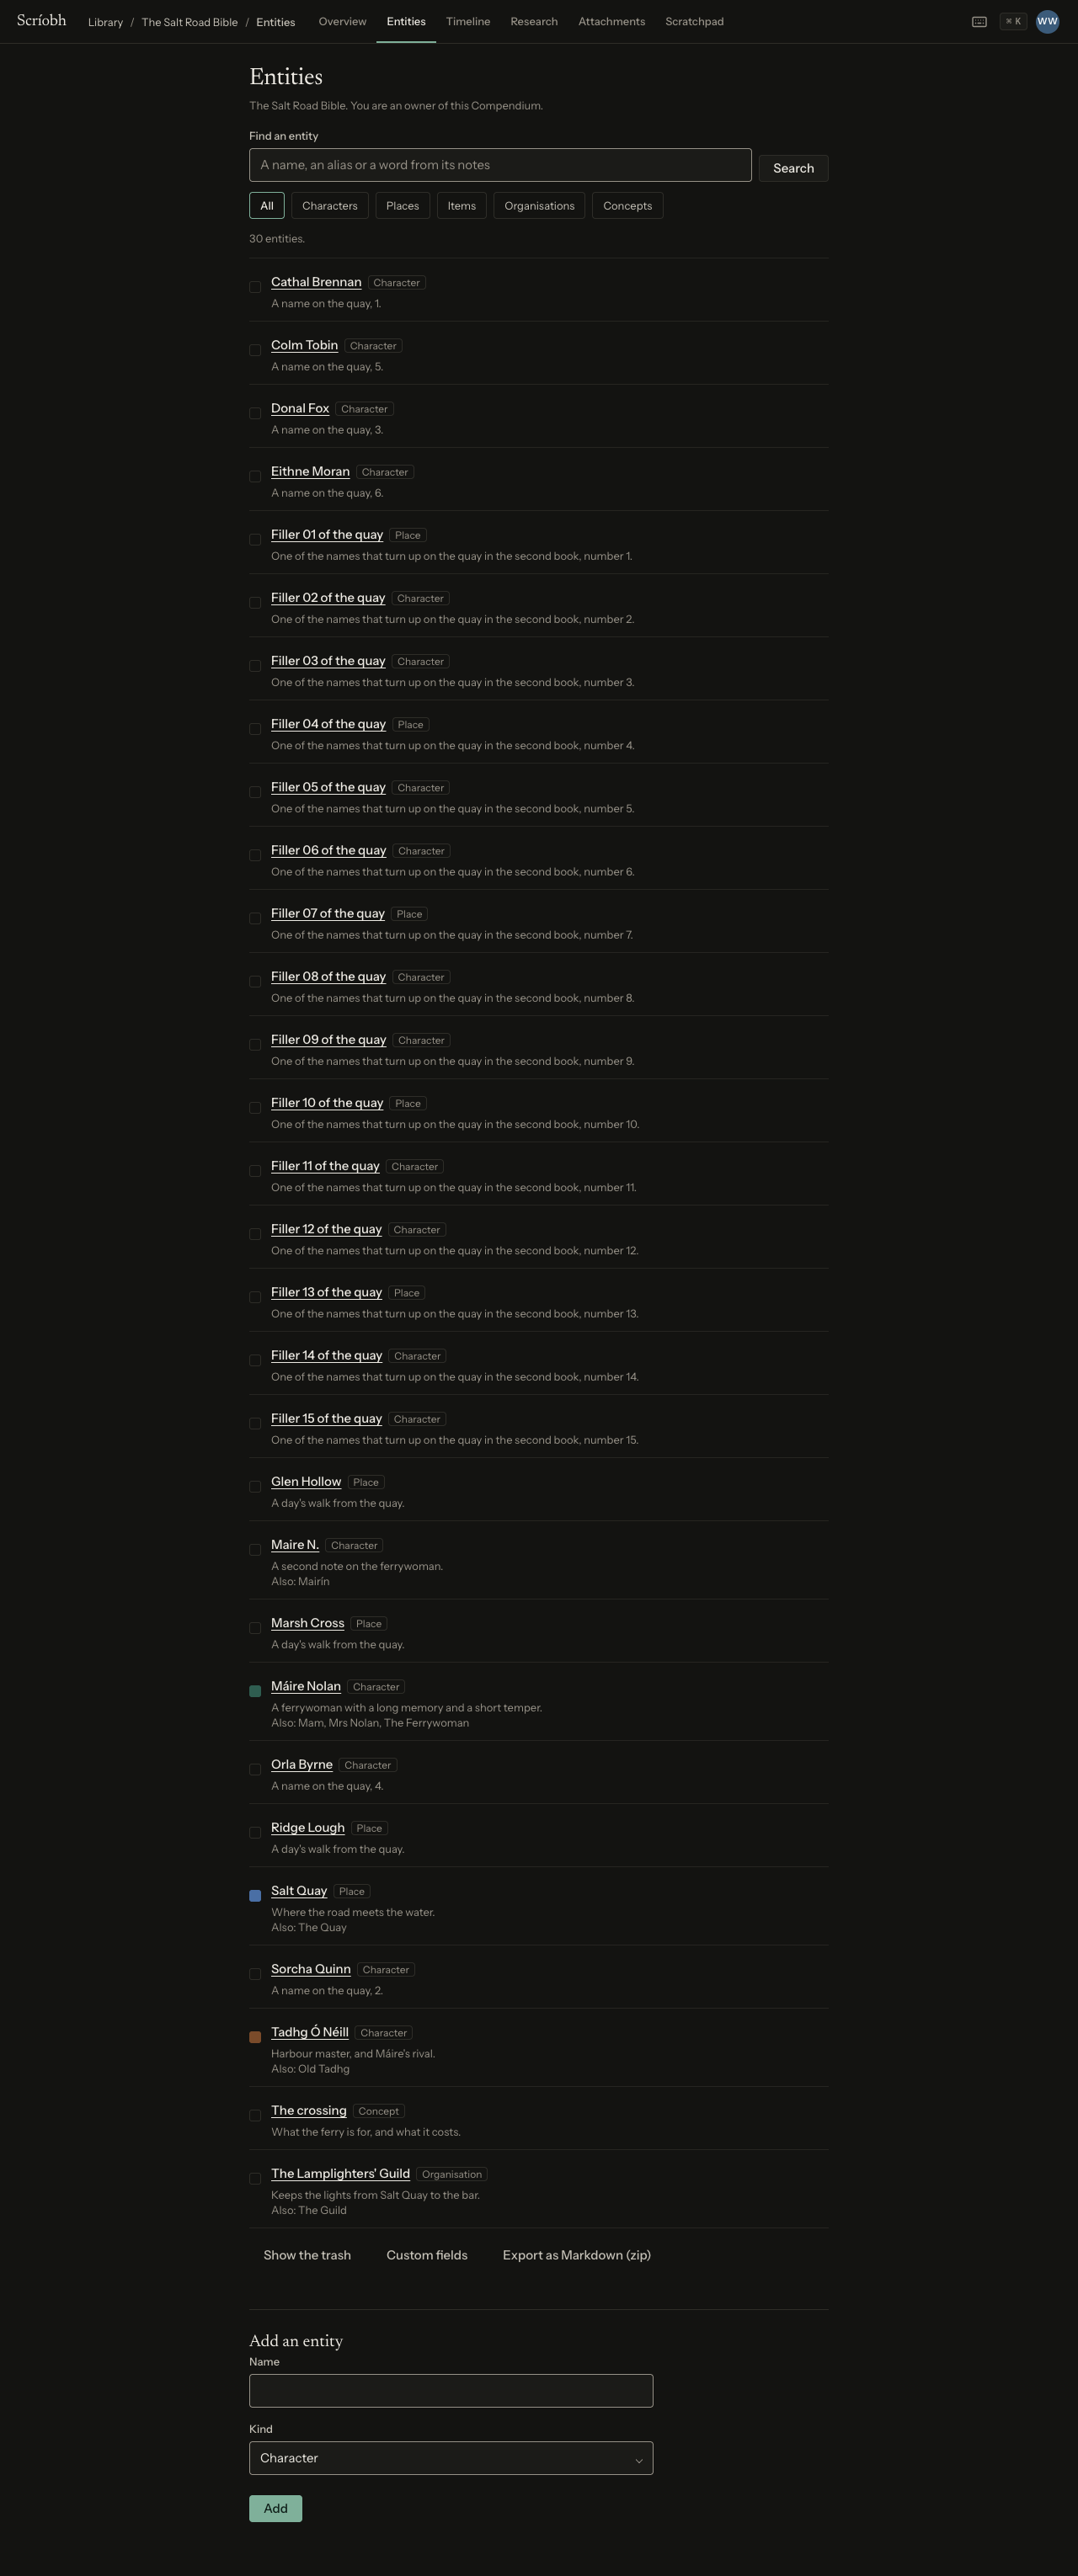 Scríobh Library / The Salt Road Bible / Entities Overview Entities Timeline Research Attachments Scratchpad ⌘ K WW
Entities
The Salt Road Bible. You are an owner of this Compendium.
Find an entity
A name, an alias or a word from its notes Search
All Characters Places Items Organisations Concepts
30 entities.
Cathal Brennan Character
A name on the quay, 1.
Colm Tobin Character
A name on the quay, 5.
Donal Fox Character
A name on the quay, 3.
Eithne Moran Character
A name on the quay, 6.
Filler 01 of the quay Place
One of the names that turn up on the quay in the second book, number 1.
Filler 02 of the quay Character
One of the names that turn up on the quay in the second book, number 2.
Filler 03 of the quay Character
One of the names that turn up on the quay in the second book, number 3.
Filler 04 of the quay Place
One of the names that turn up on the quay in the second book, number 4.
Filler 05 of the quay Character
One of the names that turn up on the quay in the second book, number 5.
Filler 06 of the quay Character
One of the names that turn up on the quay in the second book, number 6.
Filler 07 of the quay Place
One of the names that turn up on the quay in the second book, number 7.
Filler 08 of the quay Character
One of the names that turn up on the quay in the second book, number 8.
Filler 09 of the quay Character
One of the names that turn up on the quay in the second book, number 9.
Filler 10 of the quay Place
One of the names that turn up on the quay in the second book, number 10.
Filler 11 of the quay Character
One of the names that turn up on the quay in the second book, number 11.
Filler 12 of the quay Character
One of the names that turn up on the quay in the second book, number 12.
Filler 13 of the quay Place
One of the names that turn up on the quay in the second book, number 13.
Filler 14 of the quay Character
One of the names that turn up on the quay in the second book, number 14.
Filler 15 of the quay Character
One of the names that turn up on the quay in the second book, number 15.
Glen Hollow Place
A day's walk from the quay.
Maire N. Character
A second note on the ferrywoman.
Also: Mairín
Marsh Cross Place
A day's walk from the quay.
Máire Nolan Character
A ferrywoman with a long memory and a short temper.
Also: Mam, Mrs Nolan, The Ferrywoman
Orla Byrne Character
A name on the quay, 4.
Ridge Lough Place
A day's walk from the quay.
Salt Quay Place
Where the road meets the water.
Also: The Quay
Sorcha Quinn Character
A name on the quay, 2.
Tadhg Ó Néill Character
Harbour master, and Máire's rival.
Also: Old Tadhg
The crossing Concept
What the ferry is for, and what it costs.
The Lamplighters' Guild Organisation
Keeps the lights from Salt Quay to the bar.
Also: The Guild
Show the trash Custom fields Export as Markdown (zip)
Add an entity
Name
Kind
Character
Add